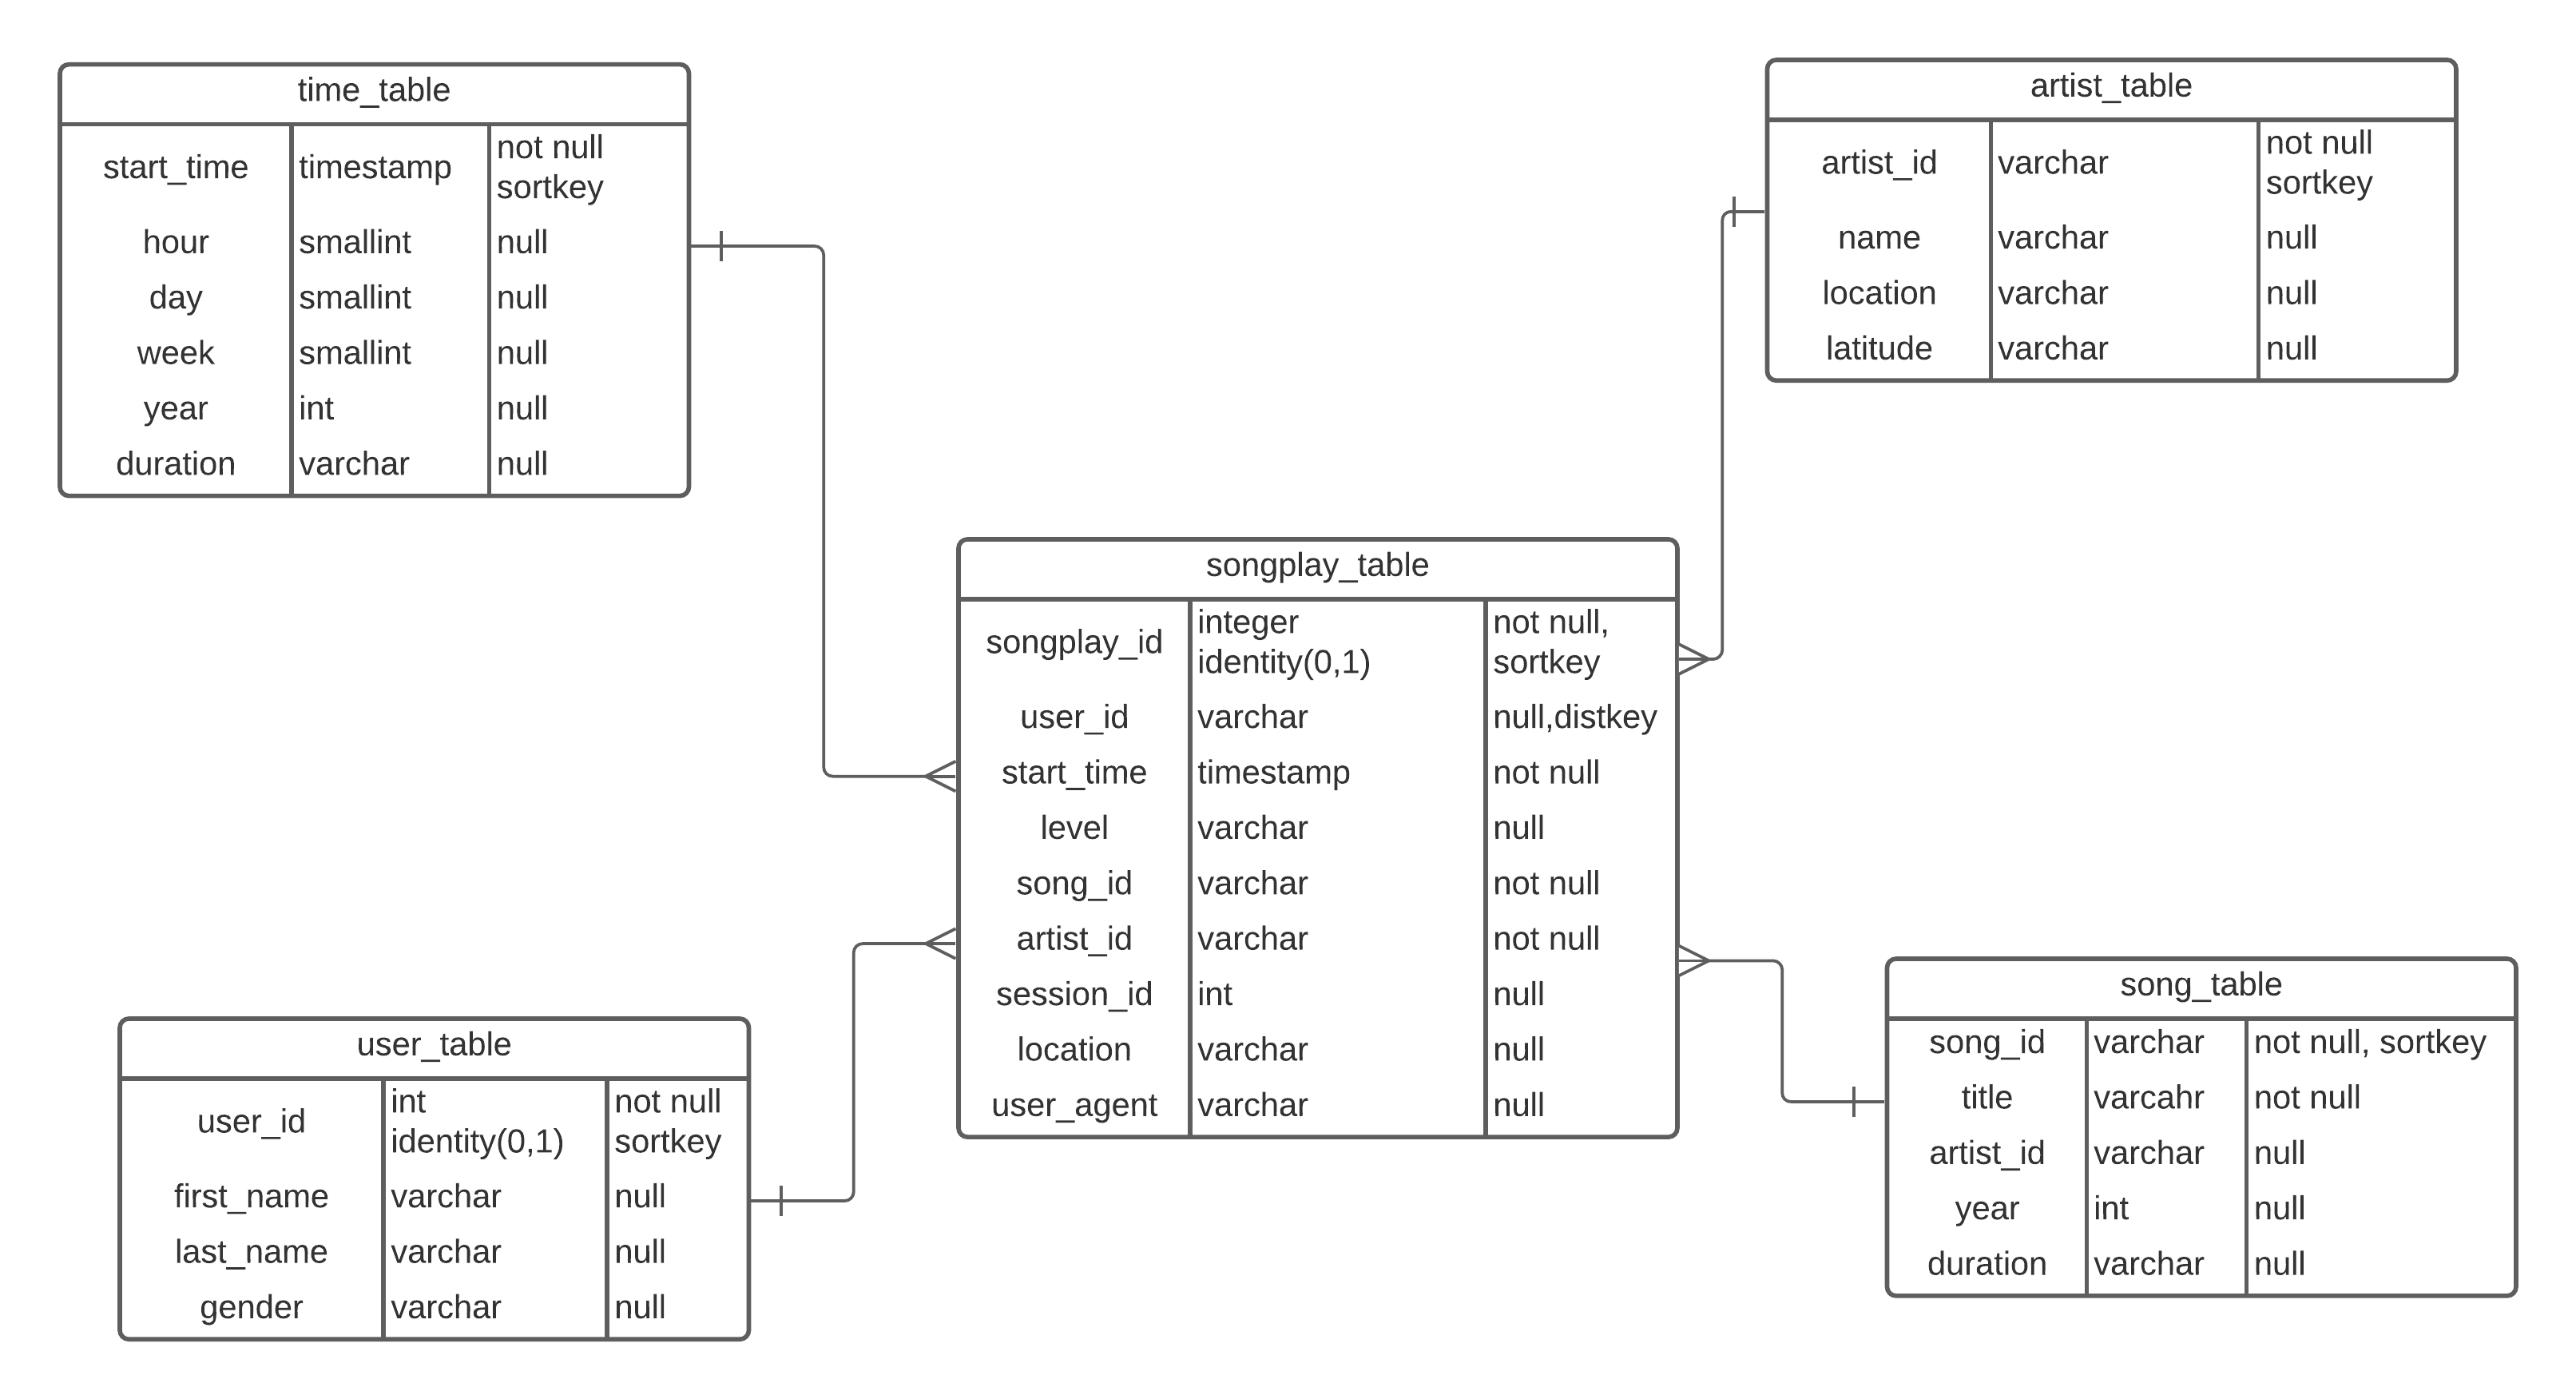 time_table
start_time timestamp not null
sortkey
hour smallint null
day smallint null
week smallint null
year int null
duration varchar null
artist_table
artist_id varchar not null
sortkey
name varchar null
location varchar null
latitude varchar null
songplay_table
songplay_id integer
identity(0,1) not null,
sortkey
user_id varchar null,distkey
start_time timestamp not null
level varchar null
song_id varchar not null
artist_id varchar not null
session_id int null
location varchar null
user_agent varchar null
user_table
user_id int
identity(0,1) not null
sortkey
first_name varchar null
last_name varchar null
gender varchar null
song_table
song_id varchar not null, sortkey
title varcahr not null
artist_id varchar null
year int null
duration varchar null